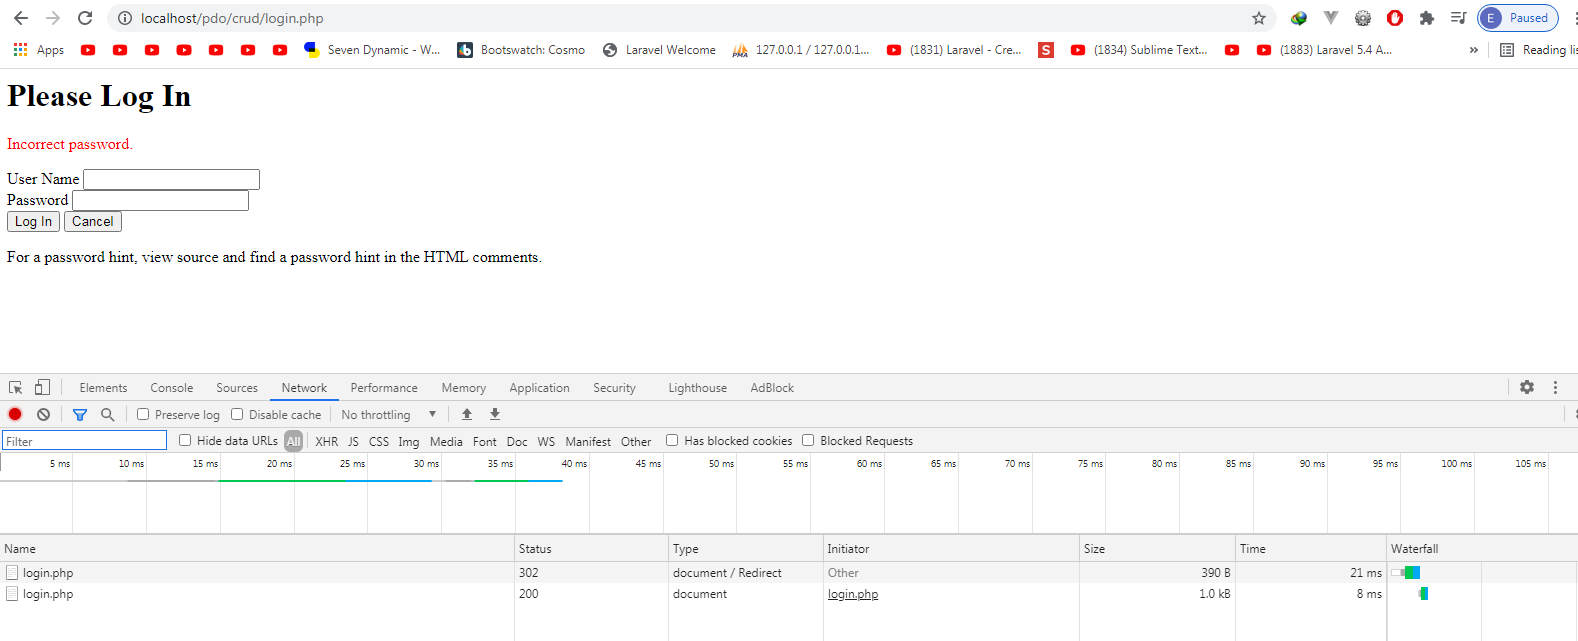 localhost/pdo/crud/login.php
E Paused
Apps Seven Dynamic - W... Bootswatch: Cosmo Laravel Welcome PMA 127.0.0.1 / 127.0.0.1... (1831) Laravel - Cre... S (1834) Sublime Text... (1883) Laravel 5.4 A... » Reading lis
Please Log In
Incorrect password.
User Name
Password
Log In Cancel
For a password hint, view source and find a password hint in the HTML comments.
Elements Console Sources Network Performance Memory Application Security Lighthouse AdBlock
Preserve log Disable cache No throttling
Filter Hide data URLs All XHR JS CSS Img Media Font Doc WS Manifest Other Has blocked cookies Blocked Requests
5 ms 10 ms 15 ms 20 ms 25 ms 30 ms 35 ms 40 ms 45 ms 50 ms 55 ms 60 ms 65 ms 70 ms 75 ms 80 ms 85 ms 90 ms 95 ms 100 ms 105 ms
Name Status Type Initiator Size Time Waterfall
login.php 302 document / Redirect Other 390 B 21 ms
login.php 200 document login.php 1.0 kB 8 ms